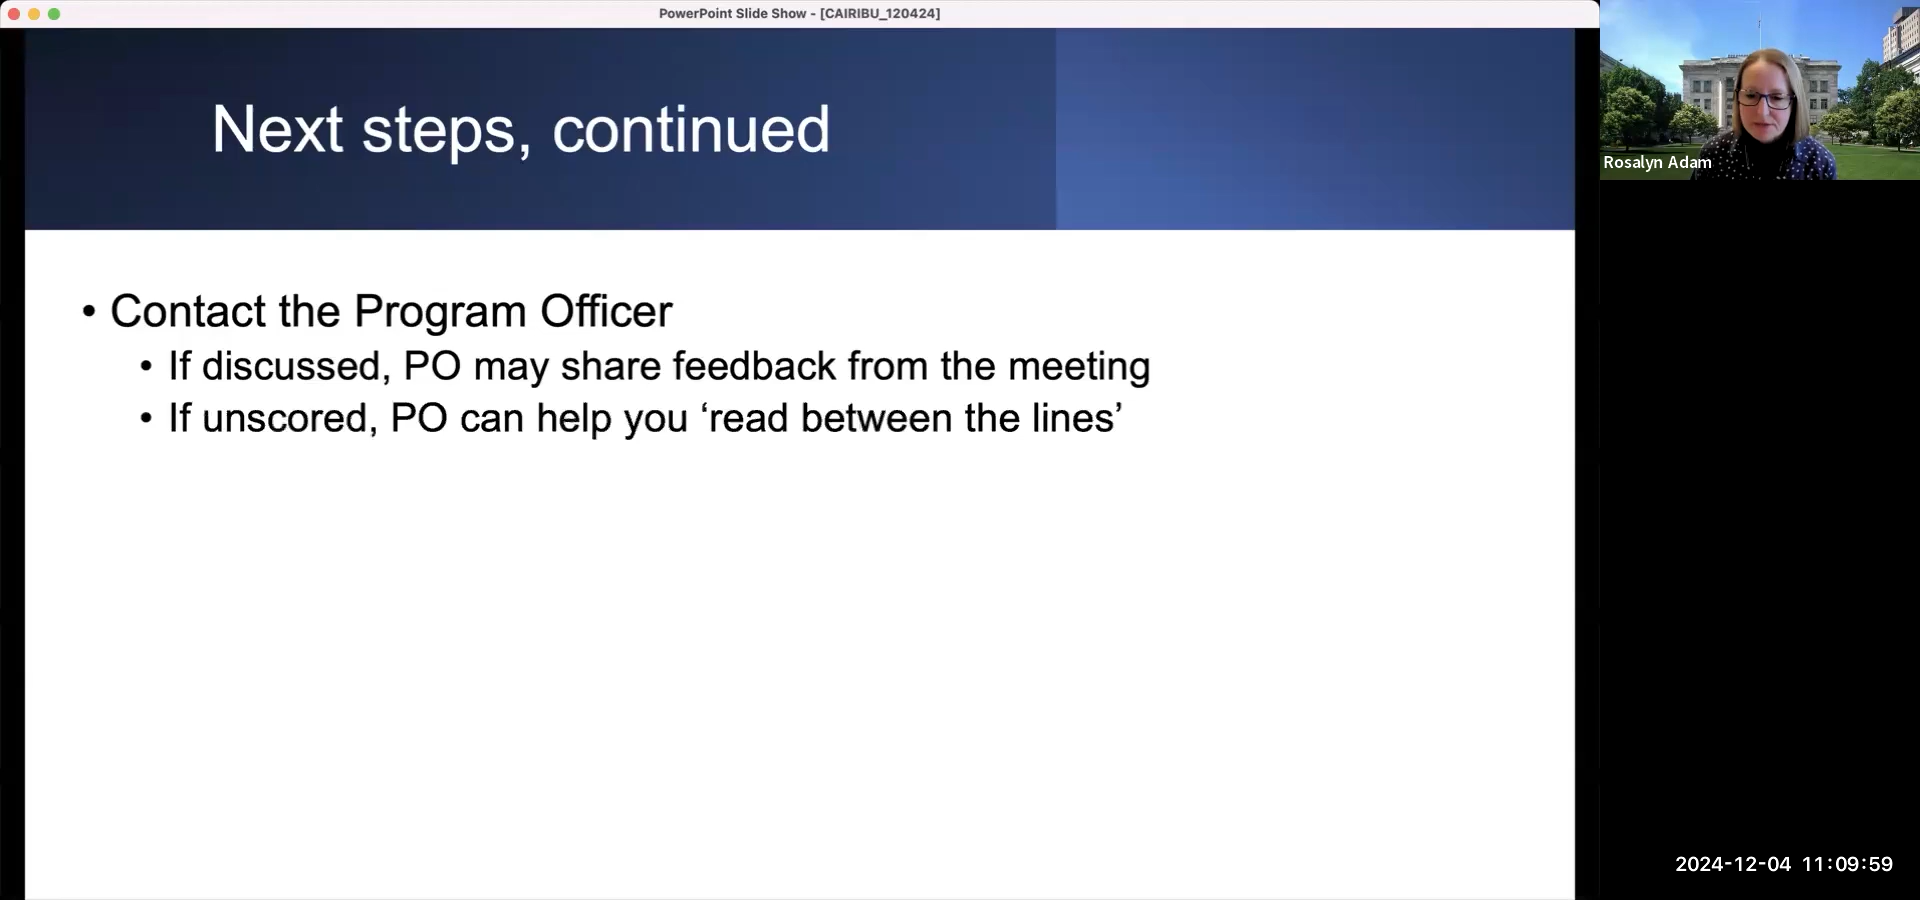 PowerPoint Slide Show - [CAIRIBU_120424]
Next steps, continued
Rosalyn Adam
• Contact the Program Officer
• If discussed, PO may share feedback from the meeting
• If unscored, PO can help you ‘read between the lines’
2024-12-04 11:09:59